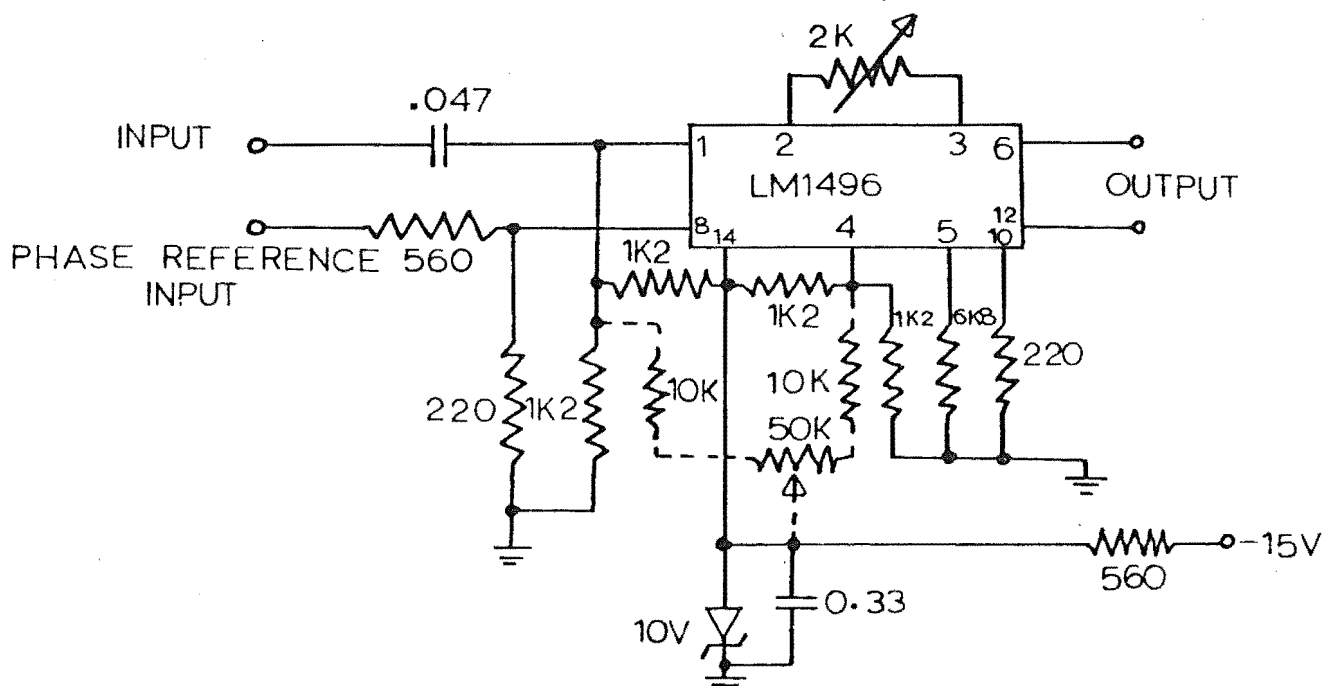 2K
.047
INPUT
1 2 3 6
LM1496
OUTPUT
8 14 4 5 12
10
PHASE REFERENCE 560
INPUT
1K2
1K2
1K2
6K8
220
10K
10K
220
1K2
50K
-15V
560
0.33
10V